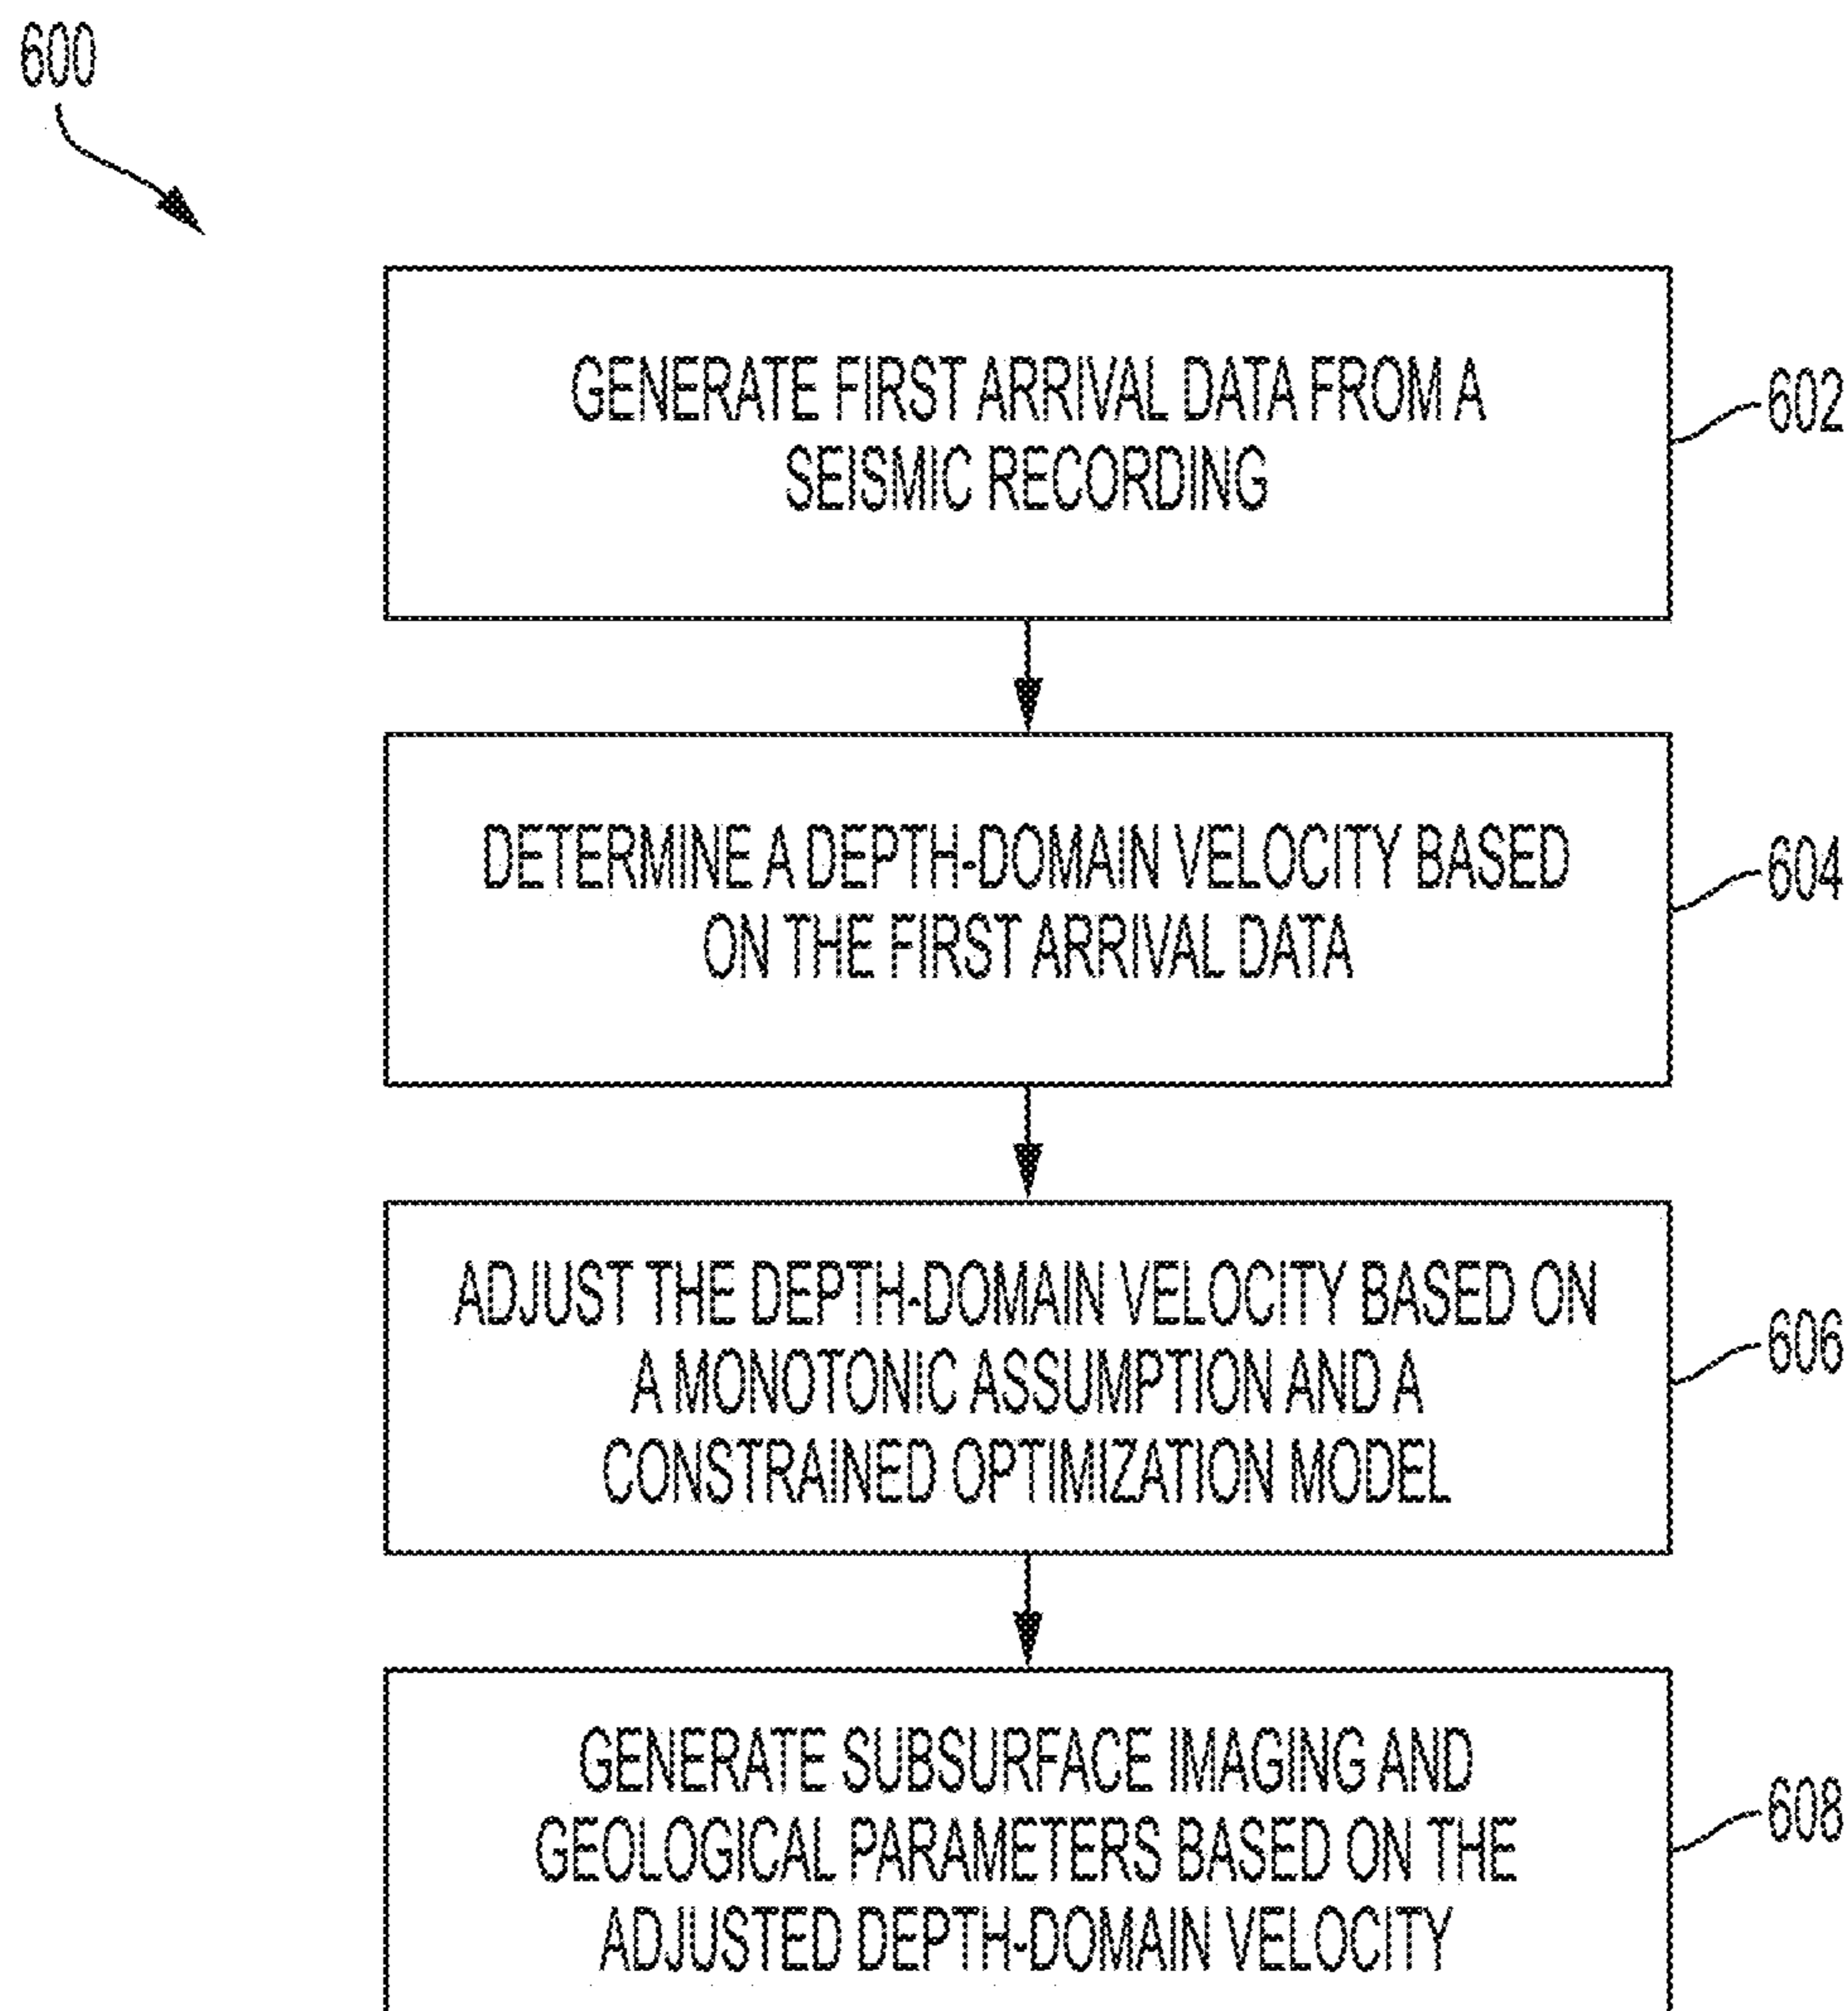 600
GENERATE FIRST ARRIVAL DATA FROM A
SEISMIC RECORDING
602
DETERMINE A DEPTH-DOMAIN VELOCITY BASED
ON THE FIRST ARRIVAL DATA
604
ADJUST THE DEPTH-DOMAIN VELOCITY BASED ON
A MONOTONIC ASSUMPTION AND A
CONSTRAINED OPTIMIZATION MODEL
606
GENERATE SUBSURFACE IMAGING AND
GEOLOGICAL PARAMETERS BASED ON THE
ADJUSTED DEPTH-DOMAIN VELOCITY
608